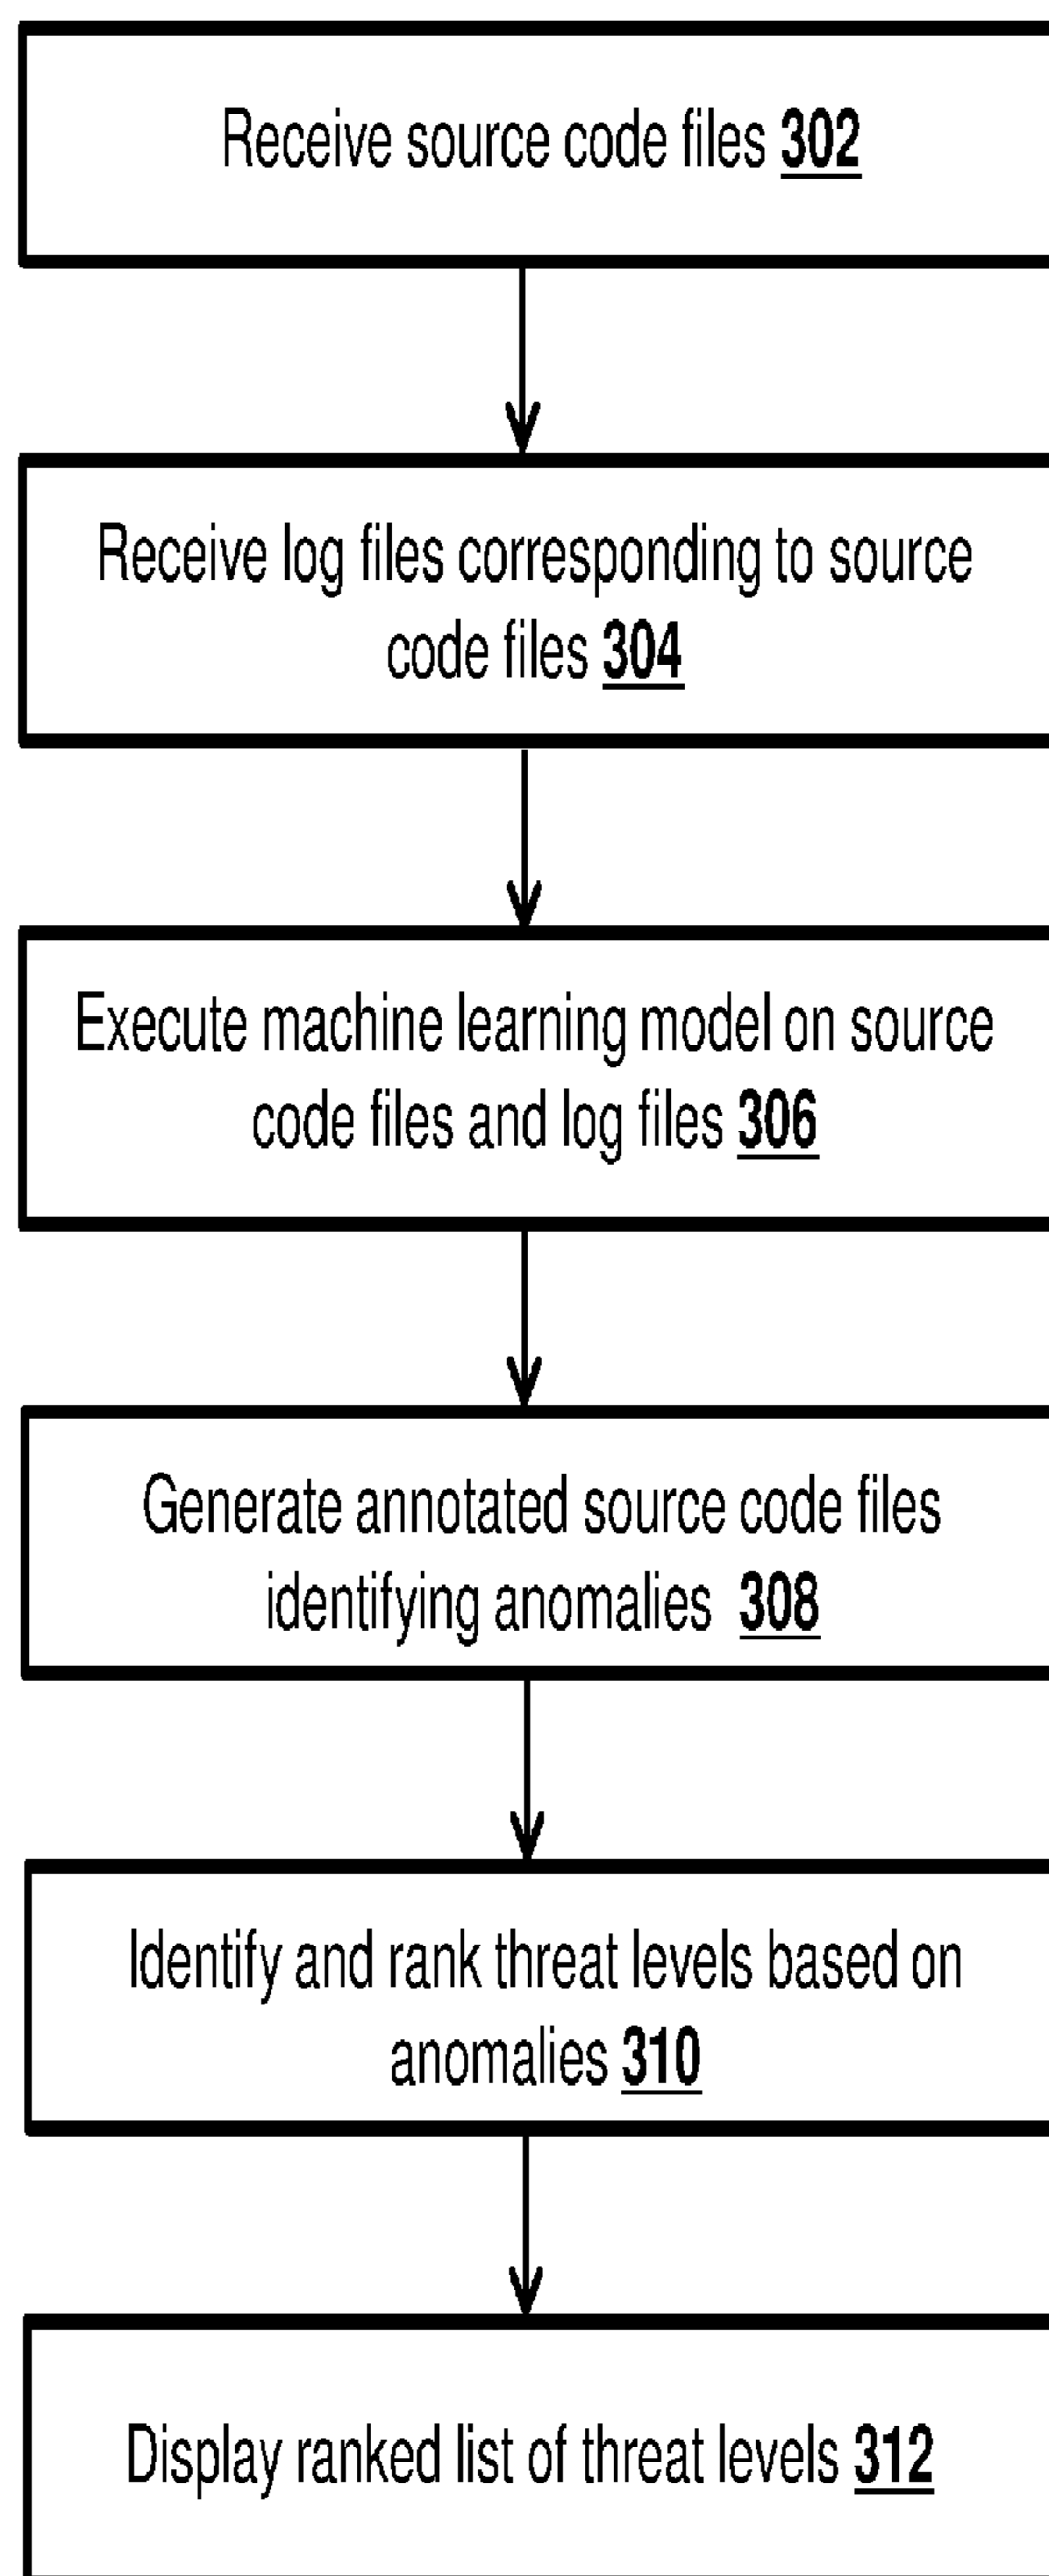 Receive source code files 302
Receive log files corresponding to source
code files 304
Execute machine learning model on source
code files and log files 306
Generate annotated source code files
identifying anomalies 308
Identify and rank threat levels based on
anomalies 310
Display ranked list of threat levels 312